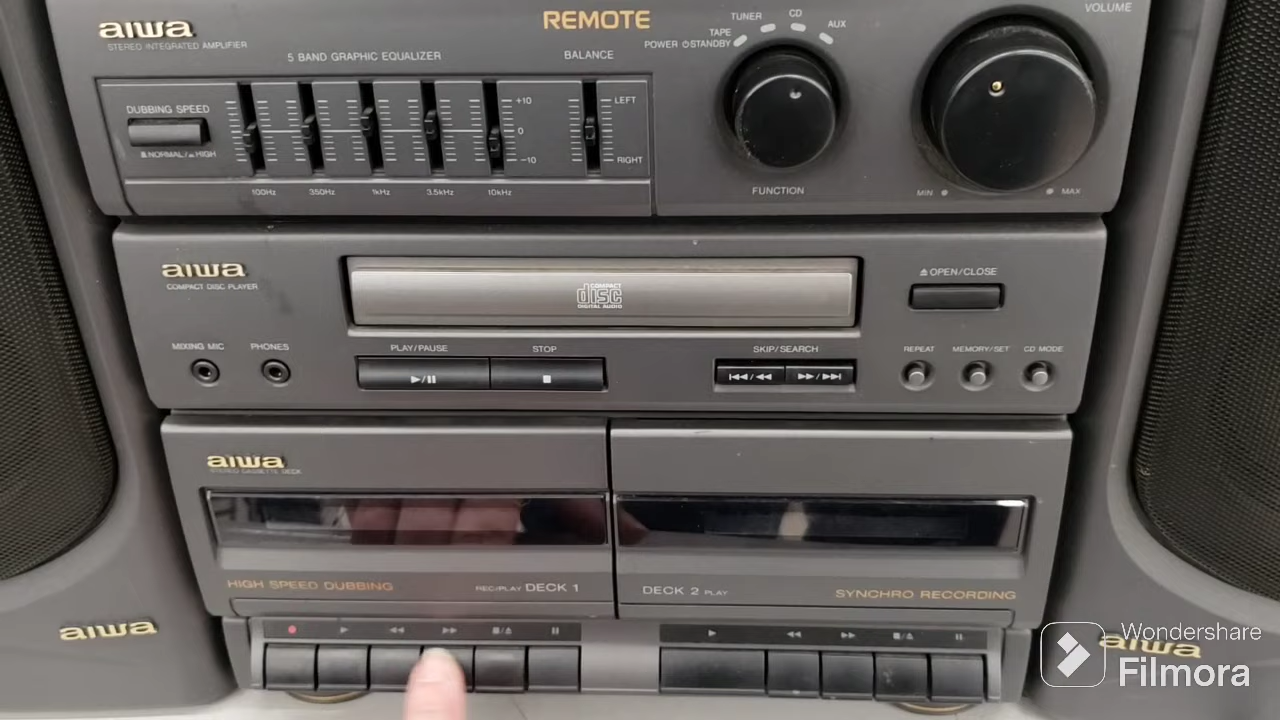 aiwa
STEREO INTEGRATED AMPLIFIER
REMOTE
5 BAND GRAPHIC EQUALIZER
BALANCE
POWER ⏻STANDBY
TAPE
TUNER
CD
AUX
VOLUME
DUBBING SPEED
NORMAL/ HIGH
+10
0
-10
LEFT
RIGHT
100Hz 350Hz 1kHz 3.5kHz 10kHz
FUNCTION
MIN
MAX
aiwa
COMPACT DISC PLAYER
COMPACT
disc
DIGITAL AUDIO
⏏OPEN/CLOSE
MIXING MIC
PHONES
PLAY/PAUSE
STOP
SKIP/SEARCH
REPEAT
MEMORY/SET
CD MODE
aiwa
STEREO CASSETTE DECK
HIGH SPEED DUBBING
REC/PLAY DECK 1
DECK 2 PLAY
SYNCHRO RECORDING
aiwa
aiwa
Wondershare
Filmora